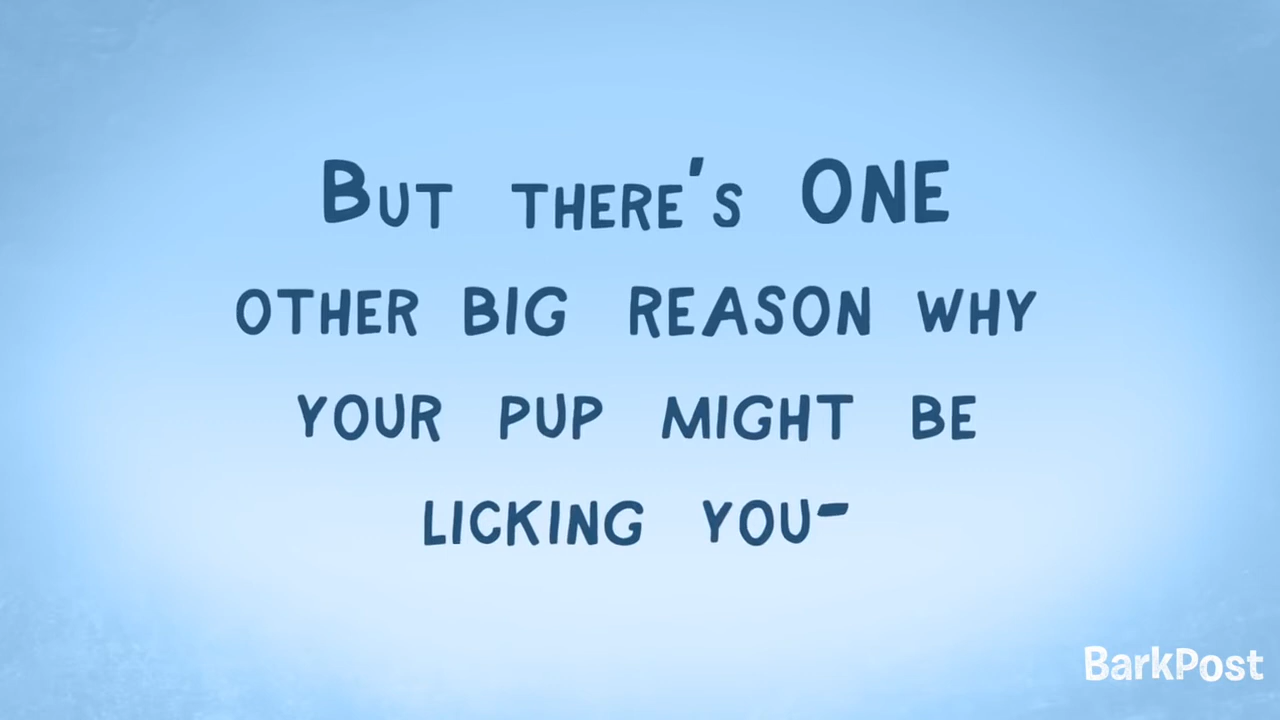 But there's ONE
OTHER BIG REASON WHY
YOUR PUP MIGHT BE
LICKING YOU-
BarkPost